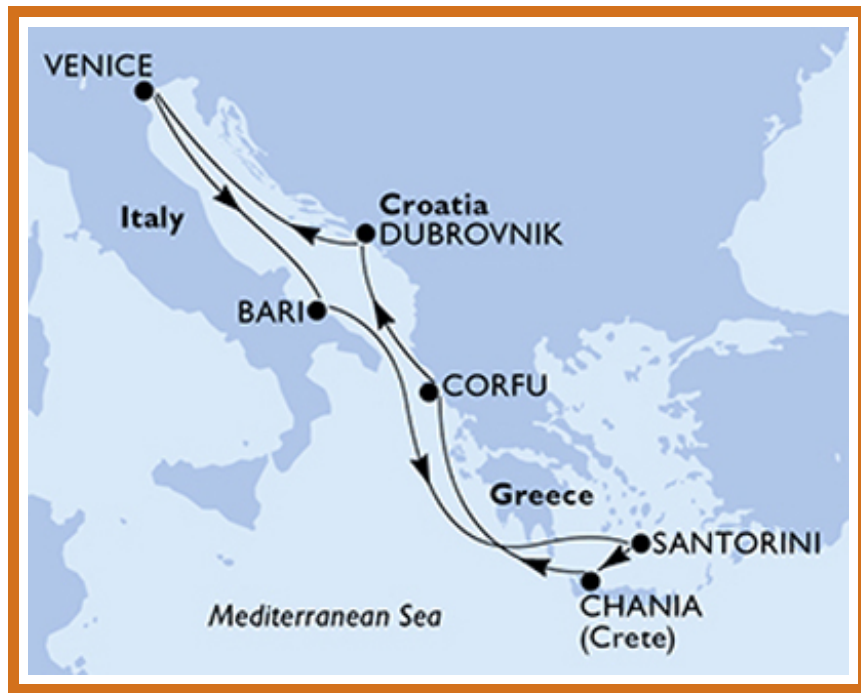 VENICE
Italy
Croatia
DUBROVNIK
BARI
CORFU
Greece
SANTORINI
CHANIA
(Crete)
Mediterranean Sea